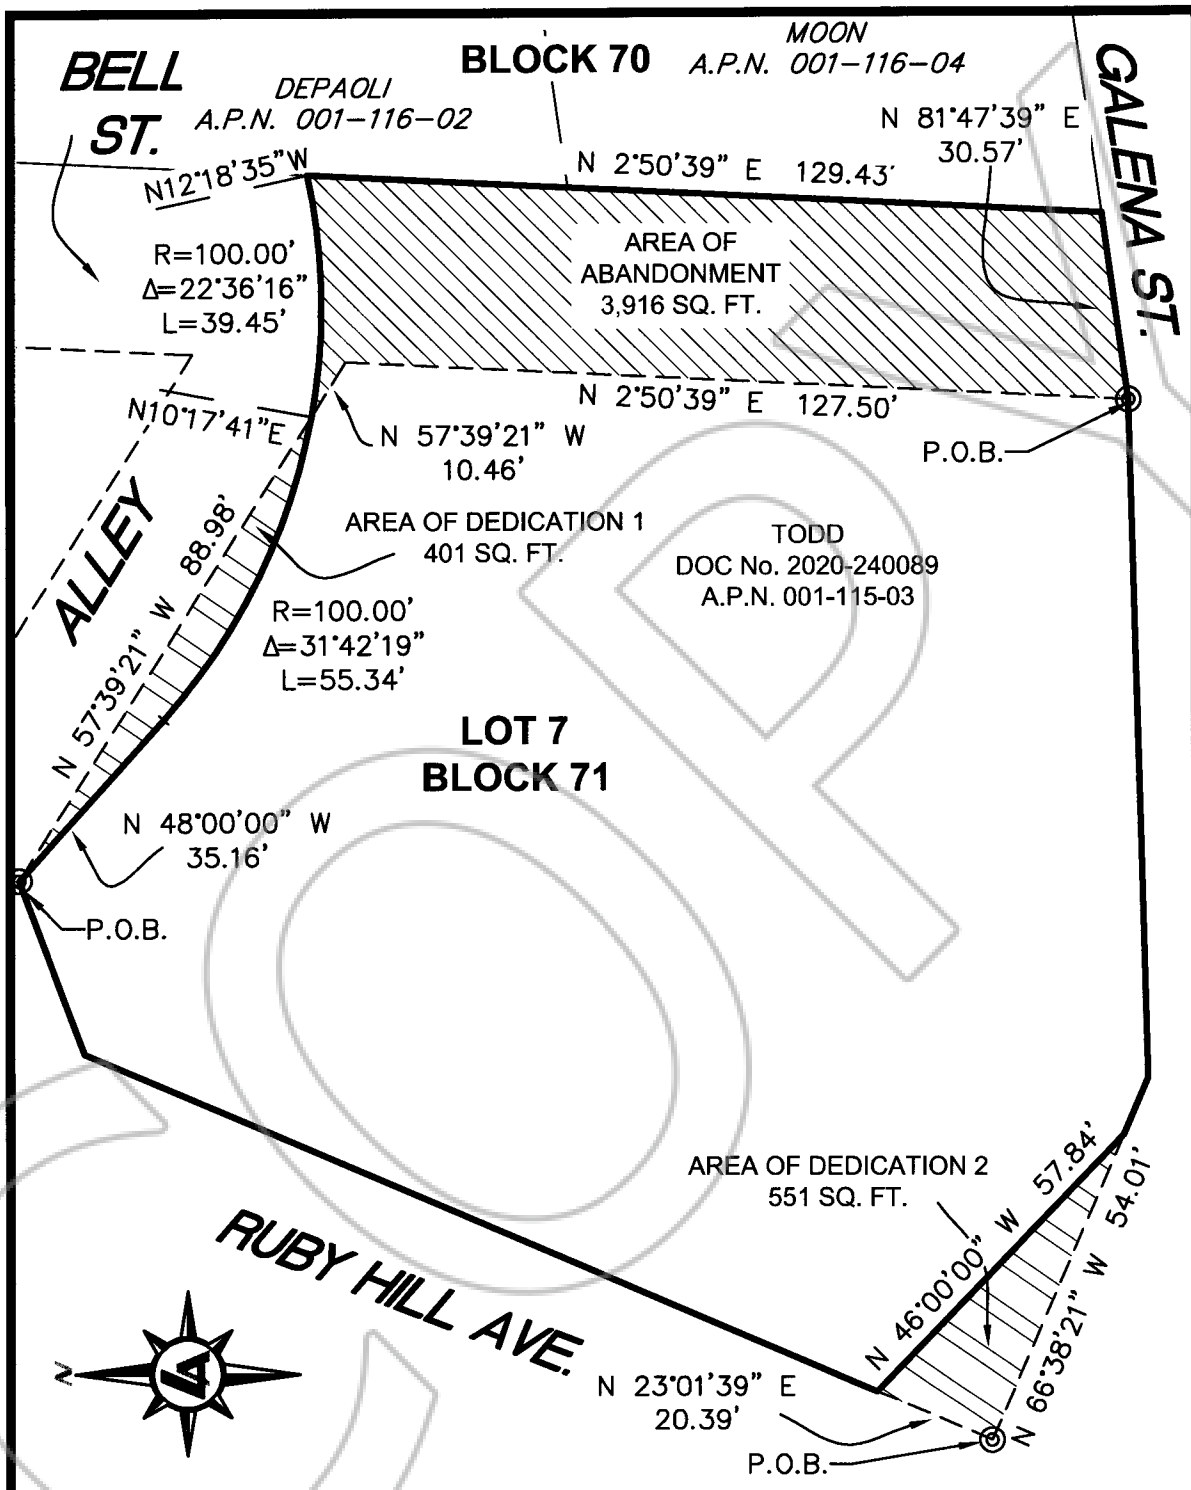 BELL
ST.
DEPAOLI
A.P.N. 001-116-02
BLOCK 70
MOON
A.P.N. 001-116-04
GALENA ST.
N 81°47'39" E
30.57'
N12°18'35"W
N 2°50'39" E 129.43'
R=100.00'
Δ=22°36'16"
L=39.45'
AREA OF
ABANDONMENT
3,916 SQ. FT.
N 2°50'39" E 127.50'
N10°17'41"E
N 57°39'21" W
10.46'
P.O.B.
ALLEY
88.98'
N 57°39'21" W
AREA OF DEDICATION 1
401 SQ. FT.
TODD
DOC No. 2020-240089
A.P.N. 001-115-03
R=100.00'
Δ=31°42'19"
L=55.34'
LOT 7
BLOCK 71
N 48°00'00" W
35.16'
P.O.B.
AREA OF DEDICATION 2
551 SQ. FT.
N 46°00'00" W 57.84'
N 66°38'21" W 54.01'
RUBY HILL AVE.
N 23°01'39" E
20.39'
P.O.B.
N
COPY